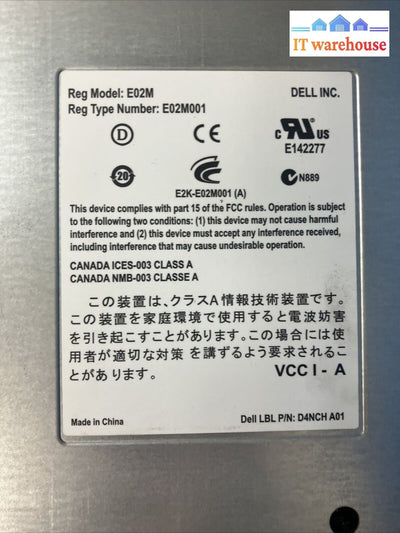 IT warehouse
Reg Model: E02M
DELL INC.
Reg Type Number: E02M001
D
CE
c RU US
E142277
20
E2K-E02M001 (A)
N889
This device complies with part 15 of the FCC rules. Operation is subject
to the following two conditions: (1) this device may not cause harmful
interference and (2) this device must accept any interference received,
including interference that may cause undesirable operation.
CANADA ICES-003 CLASS A
CANADA NMB-003 CLASSE A
この装置は、クラスA情報技術装置です。
この装置を家庭環境で使用すると電波妨害
を引き起こすことがあります。この場合には使
用者が適切な対策 を講ずるよう要求されるこ
とがあります。
VCCI-A
Made in China
Dell LBL P/N: D4NCH A01